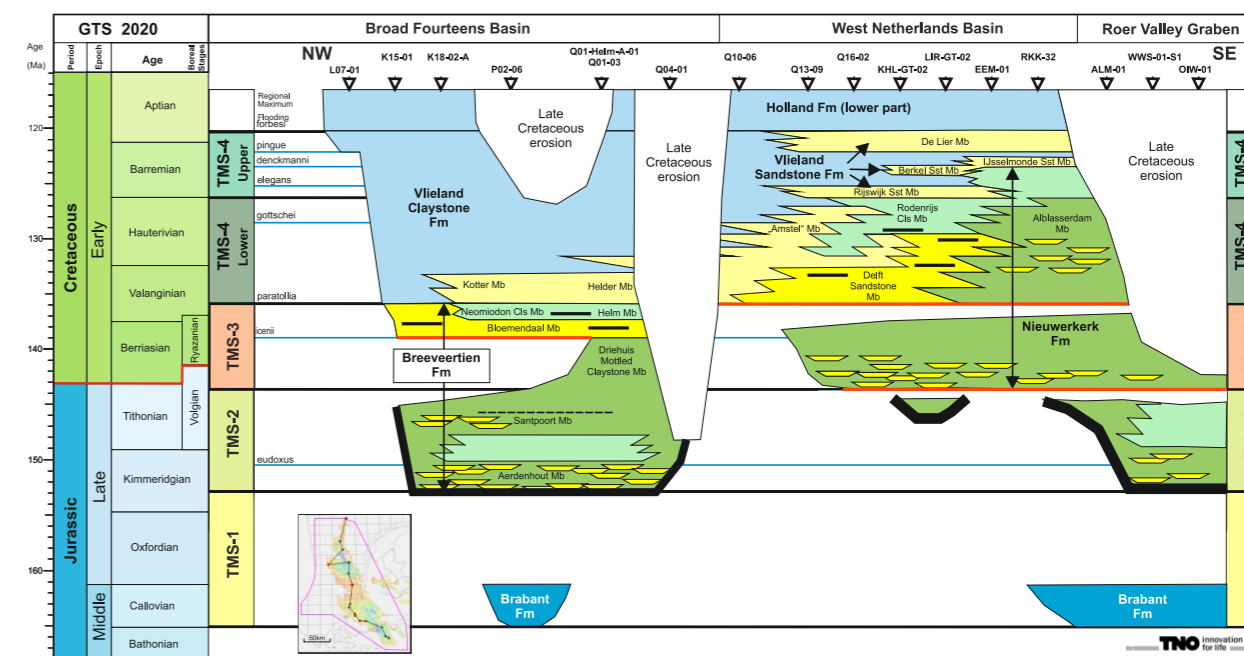 GTS 2020
Broad Fourteens Basin
West Netherlands Basin
Roer Valley Graben
Age
(Ma)
Period
Epoch
Age
Boreal
Stages
NW
SE
L07-01
K15-01
K18-02-A
P02-06
Q01-Helm-A-01
Q01-03
Q04-01
Q10-06
Q13-09
Q16-02
KHL-GT-02
LIR-GT-02
EEM-01
RKK-32
ALM-01
WWS-01-S1
OIW-01
120
130
140
150
160
Cretaceous
Jurassic
Early
Late
Middle
Aptian
Barremian
Hauterivian
Valanginian
Berriasian
Tithonian
Kimmeridgian
Oxfordian
Callovian
Bathonian
Ryazanian
Volgian
TMS-4
Upper
TMS-4
Lower
TMS-3
TMS-2
TMS-1
Regional
Maximum
Flooding
forbesi
pingue
denckmanni
elegans
gottschei
paratollia
icenii
eudoxus
Late
Cretaceous
erosion
Late
Cretaceous
erosion
Late
Cretaceous
erosion
Holland Fm (lower part)
De Lier Mb
Vlieland
Sandstone Fm
IJsselmonde Sst Mb
Berkel Sst Mb
Rijswijk Sst Mb
Vlieland
Claystone
Fm
Rodenrijs
Cls Mb
"Amstel" Mb
Alblasserdam
Mb
Delft
Sandstone
Mb
Kotter Mb
Helder Mb
Neomiodon Cls Mb
Helm Mb
Bloemendaal Mb
Breeveertien
Fm
Driehuis
Mottled
Claystone Mb
Nieuwerkerk
Fm
Santpoort Mb
Aerdenhout Mb
Brabant
Fm
Brabant
Fm
50km
TMS-4
TMS-4
TNO innovation
for life